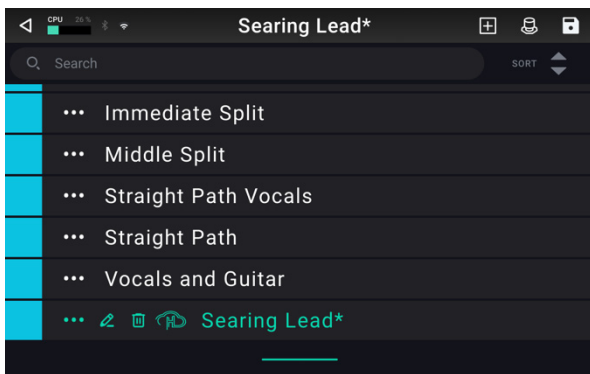 CPU 26%
Searing Lead*
Search
SORT
Immediate Split
Middle Split
Straight Path Vocals
Straight Path
Vocals and Guitar
HD Searing Lead*